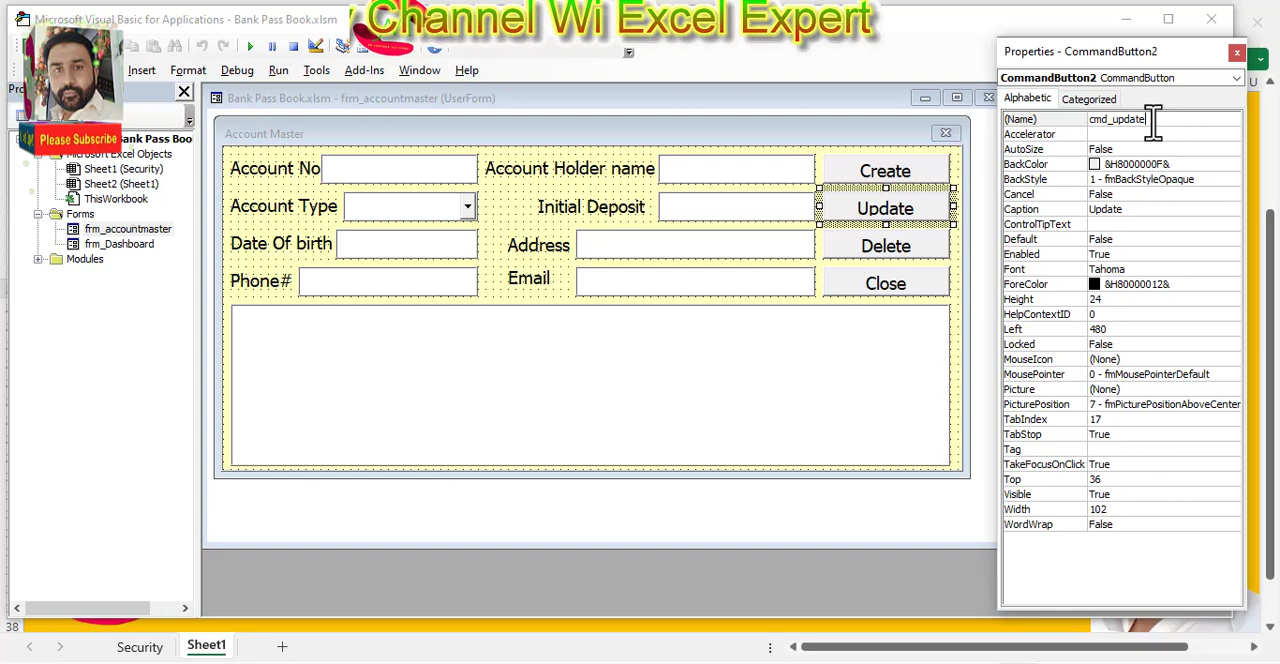 Channel Wi Excel Expert
Microsoft Visual Basic for Applications - Bank Pass Book.xlsm
Insert Format Debug Run Tools Add-Ins Window Help
Please Subscribe
Bank Pass Boo
Microsoft Excel Objects
Sheet1 (Security)
Sheet2 (Sheet1)
ThisWorkbook
Forms
frm_accountmaster
frm_Dashboard
Modules
Bank Pass Book.xlsm - frm_accountmaster (UserForm)
Account Master
Account No Account Holder name Create
Account Type Initial Deposit Update
Date Of birth Address Delete
Phone# Email Close
Properties - CommandButton2
CommandButton2 CommandButton
Alphabetic Categorized
(Name) cmd_update
Accelerator
AutoSize False
BackColor &H8000000F&
BackStyle 1 - fmBackStyleOpaque
Cancel False
Caption Update
ControlTipText
Default False
Enabled True
Font Tahoma
ForeColor &H80000012&
Height 24
HelpContextID 0
Left 480
Locked False
MouseIcon (None)
MousePointer 0 - fmMousePointerDefault
Picture (None)
PicturePosition 7 - fmPicturePositionAboveCenter
TabIndex 17
TabStop True
Tag
TakeFocusOnClick True
Top 36
Visible True
Width 102
WordWrap False
38
Security Sheet1